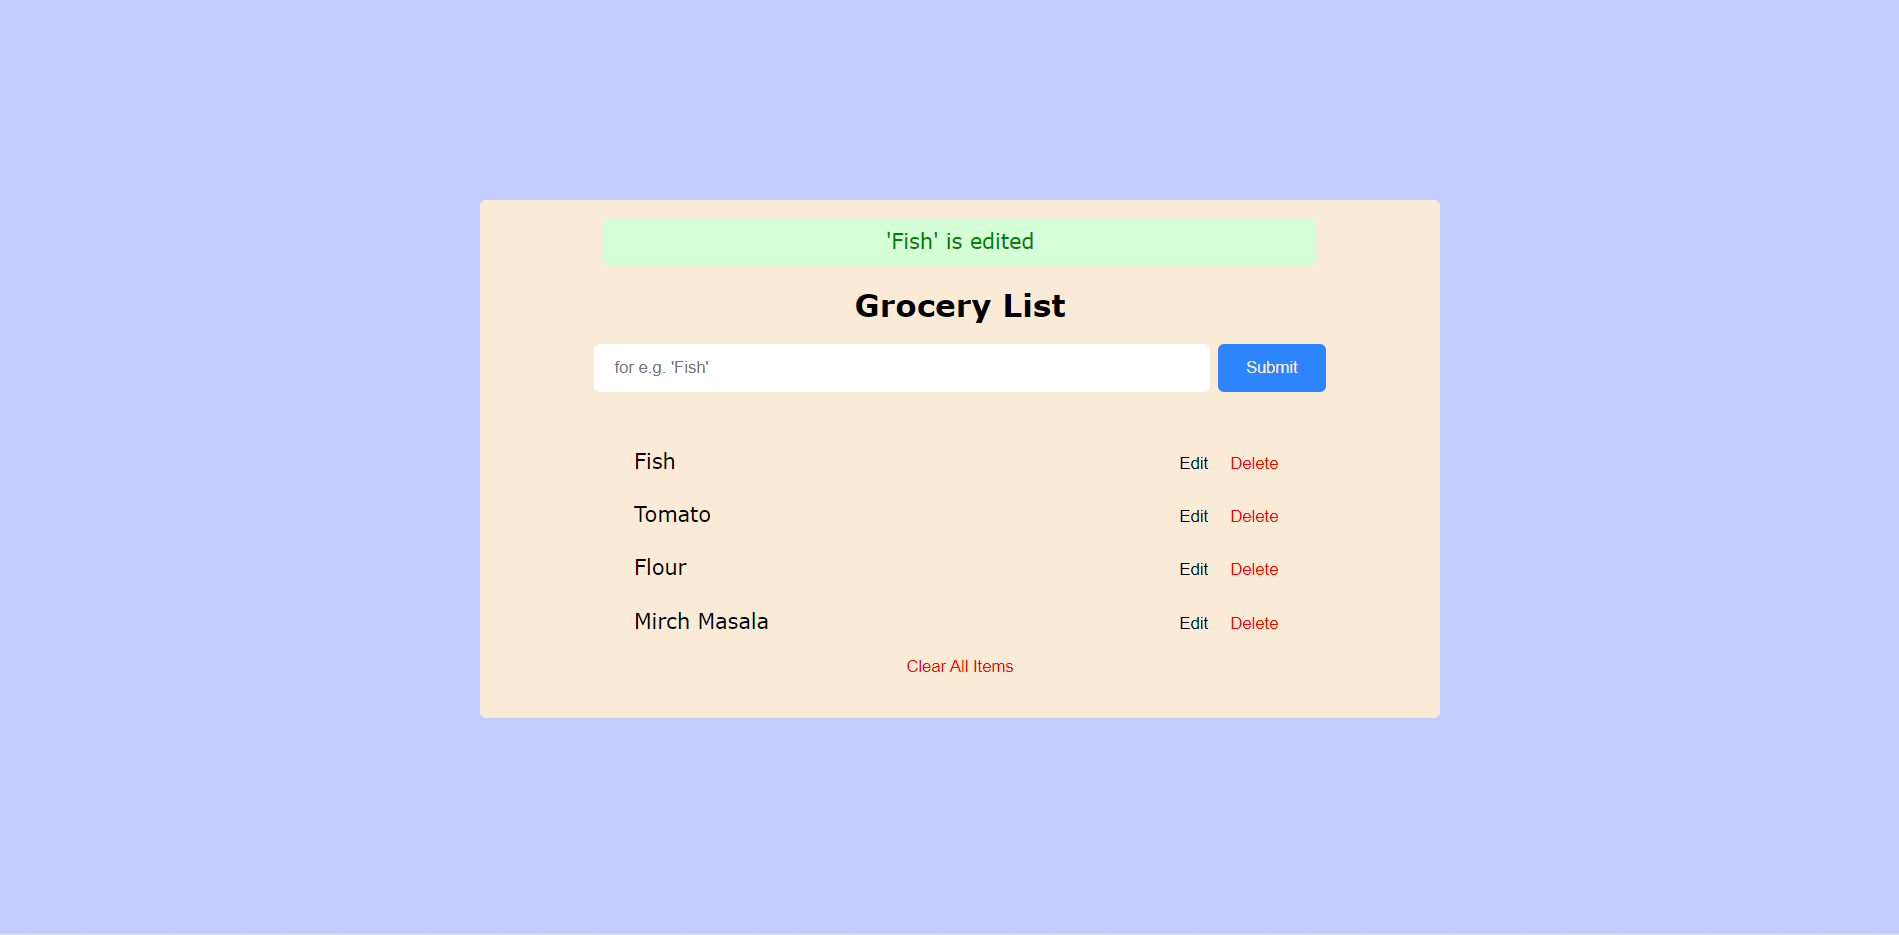 'Fish' is edited
Grocery List
for e.g. 'Fish' Submit
Fish Edit Delete
Tomato Edit Delete
Flour Edit Delete
Mirch Masala Edit Delete
Clear All Items